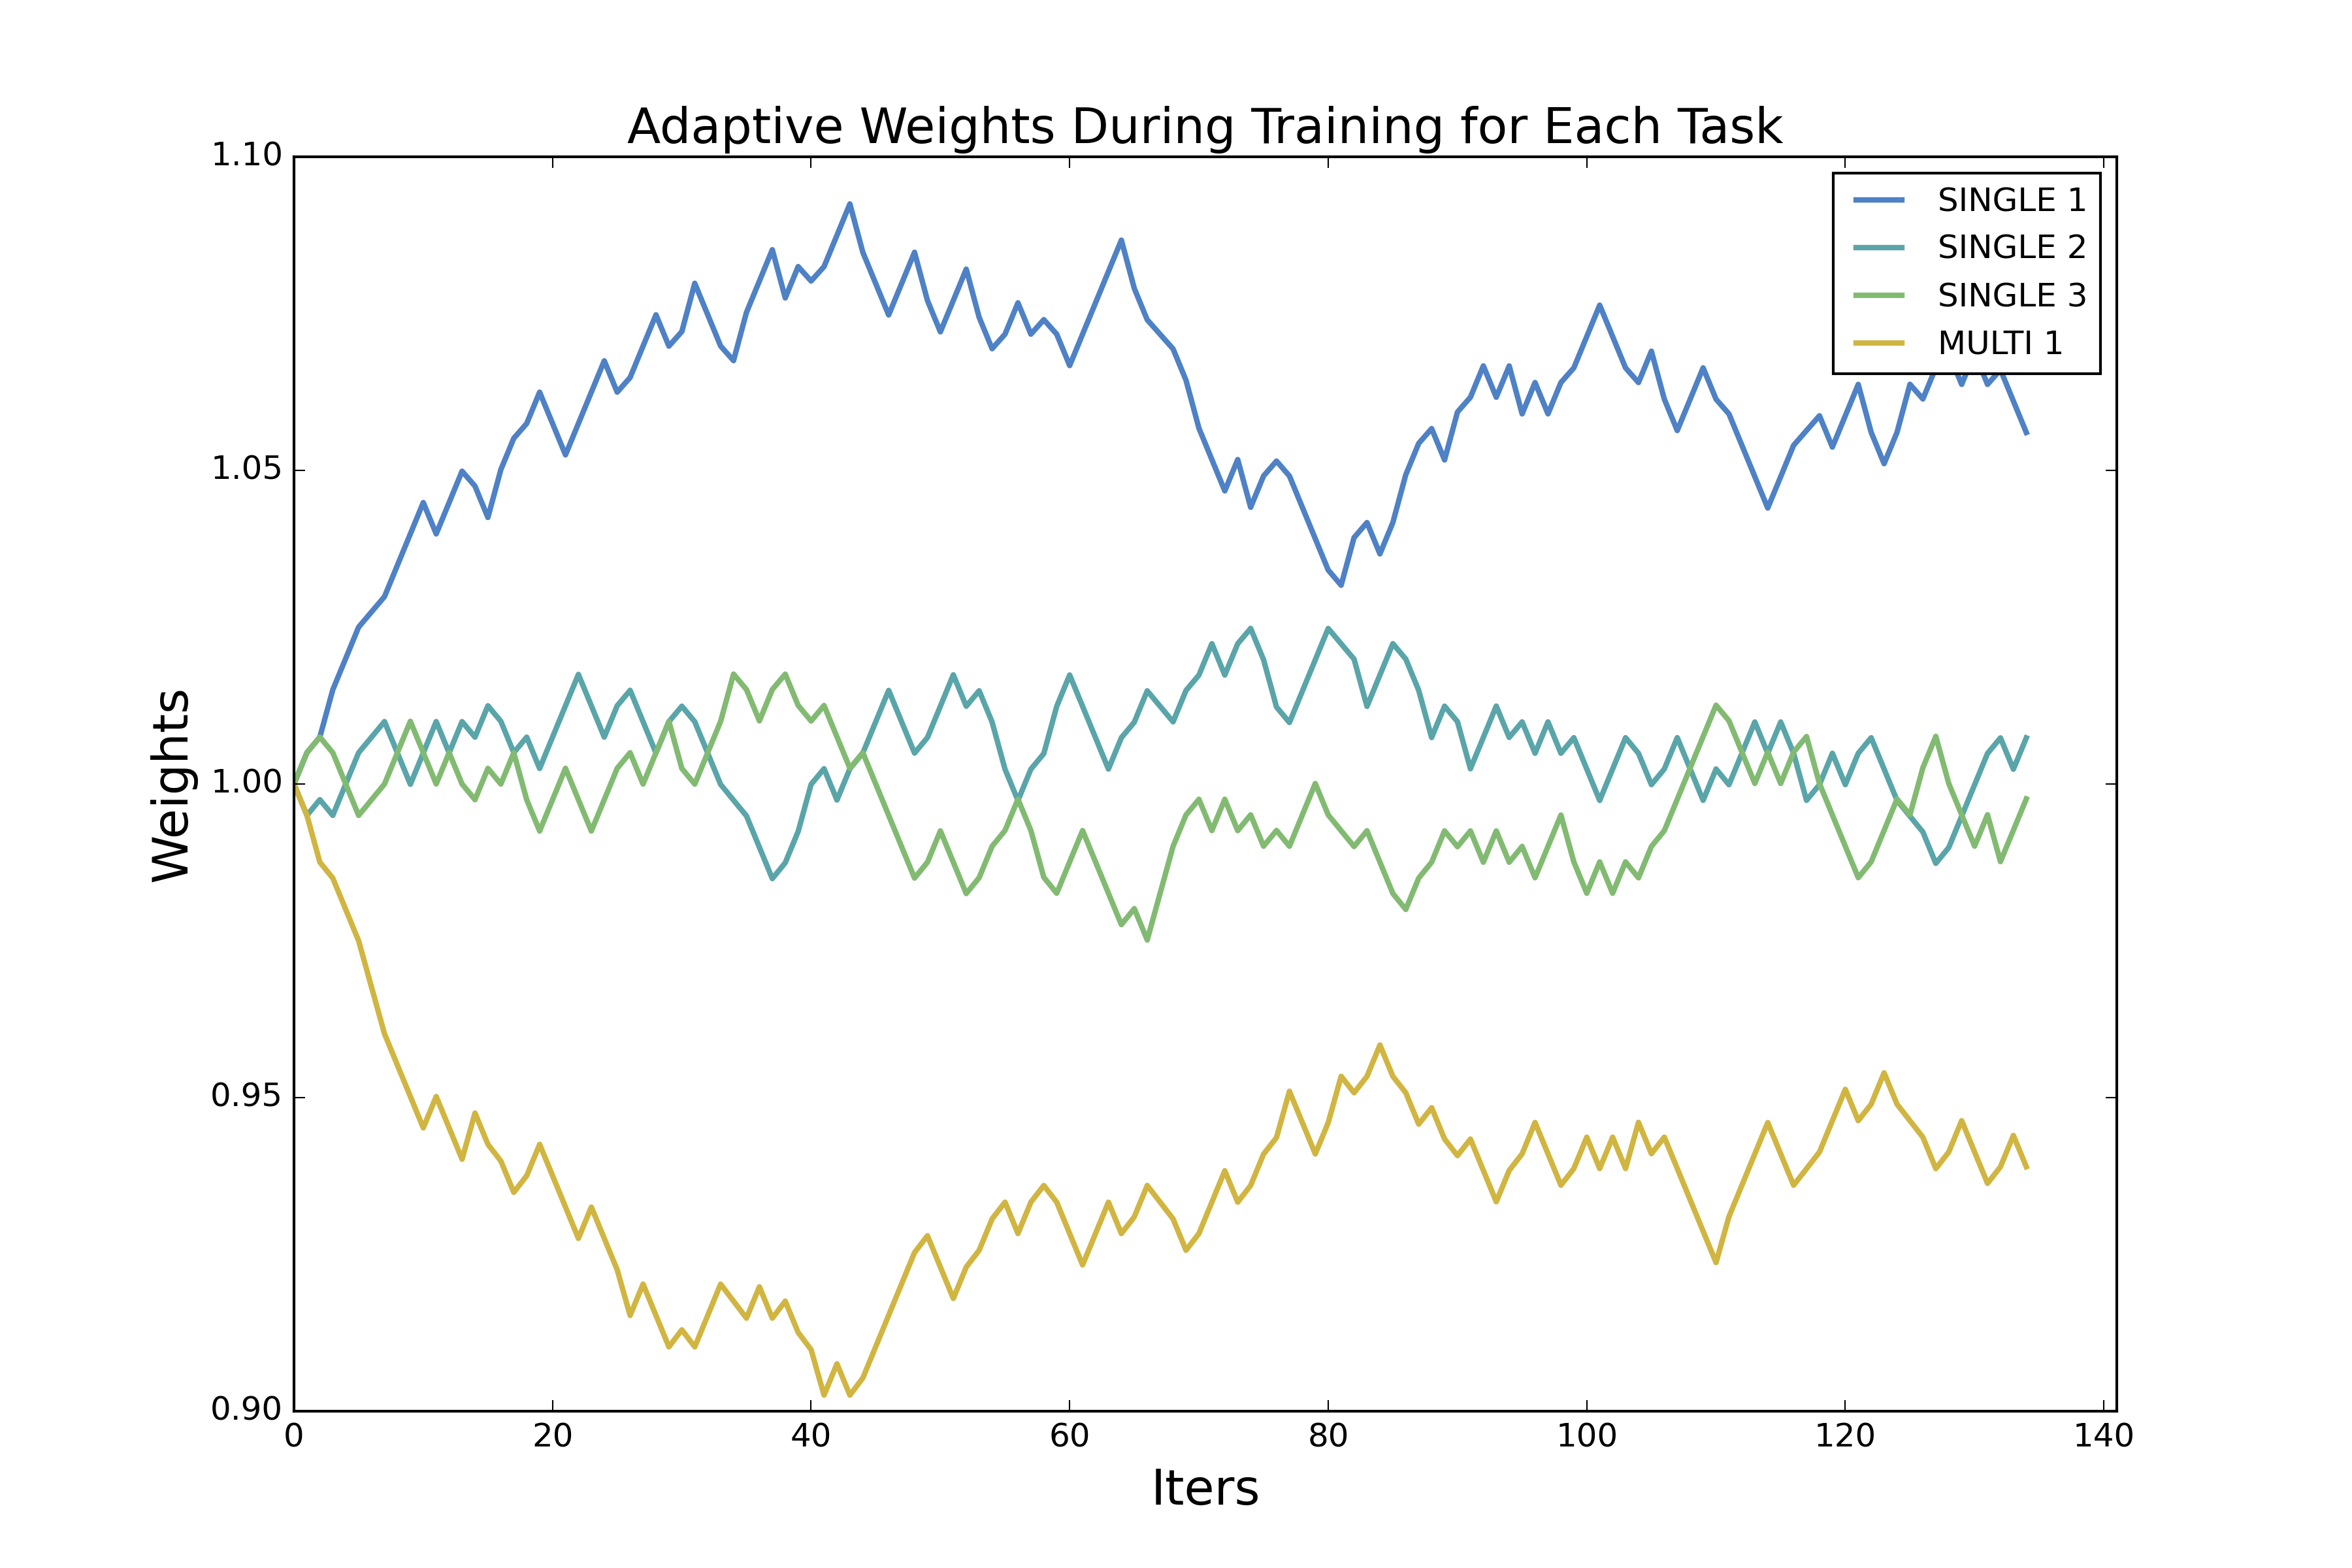 Adaptive Weights During Training for Each Task
1.10
1.05
1.00
0.95
0.90
Weights
SINGLE 1
SINGLE 2
SINGLE 3
MULTI 1
0 20 40 60 80 100 120 140
Iters